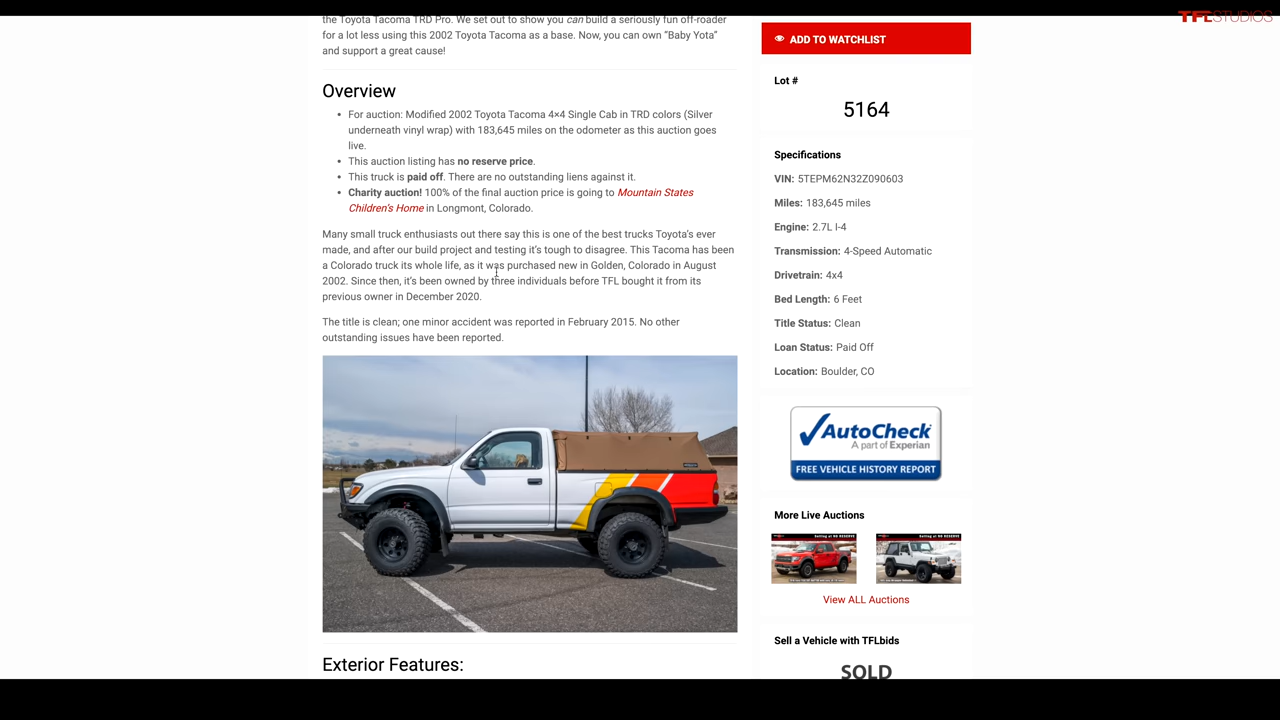 TFLSTUDIOS
the Toyota Tacoma TRD Pro. We set out to show you can build a seriously fun off-roader
for a lot less using this 2002 Toyota Tacoma as a base. Now, you can own “Baby Yota”
and support a great cause!
Overview
• For auction: Modified 2002 Toyota Tacoma 4×4 Single Cab in TRD colors (Silver
underneath vinyl wrap) with 183,645 miles on the odometer as this auction goes
live.
• This auction listing has no reserve price.
• This truck is paid off. There are no outstanding liens against it.
• Charity auction! 100% of the final auction price is going to Mountain States
Children’s Home in Longmont, Colorado.
Many small truck enthusiasts out there say this is one of the best trucks Toyota’s ever
made, and after our build project and testing it’s tough to disagree. This Tacoma has been
a Colorado truck its whole life, as it was purchased new in Golden, Colorado in August
2002. Since then, it’s been owned by three individuals before TFL bought it from its
previous owner in December 2020.
The title is clean; one minor accident was reported in February 2015. No other
outstanding issues have been reported.
Exterior Features:
ADD TO WATCHLIST
Lot #
5164
Specifications
VIN: 5TEPM62N32Z090603
Miles: 183,645 miles
Engine: 2.7L I-4
Transmission: 4-Speed Automatic
Drivetrain: 4x4
Bed Length: 6 Feet
Title Status: Clean
Loan Status: Paid Off
Location: Boulder, CO
AutoCheck
A part of Experian
FREE VEHICLE HISTORY REPORT
More Live Auctions
View ALL Auctions
Sell a Vehicle with TFLbids
SOLD